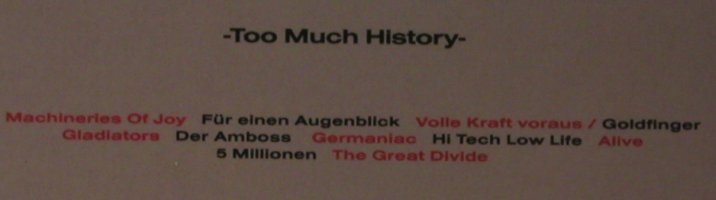 -Too Much History-
Machineries Of Joy Für einen Augenblick Volle Kraft voraus / Goldfinger
Gladiators Der Amboss Germaniac Hi Tech Low Life Alive
5 Millionen The Great Divide